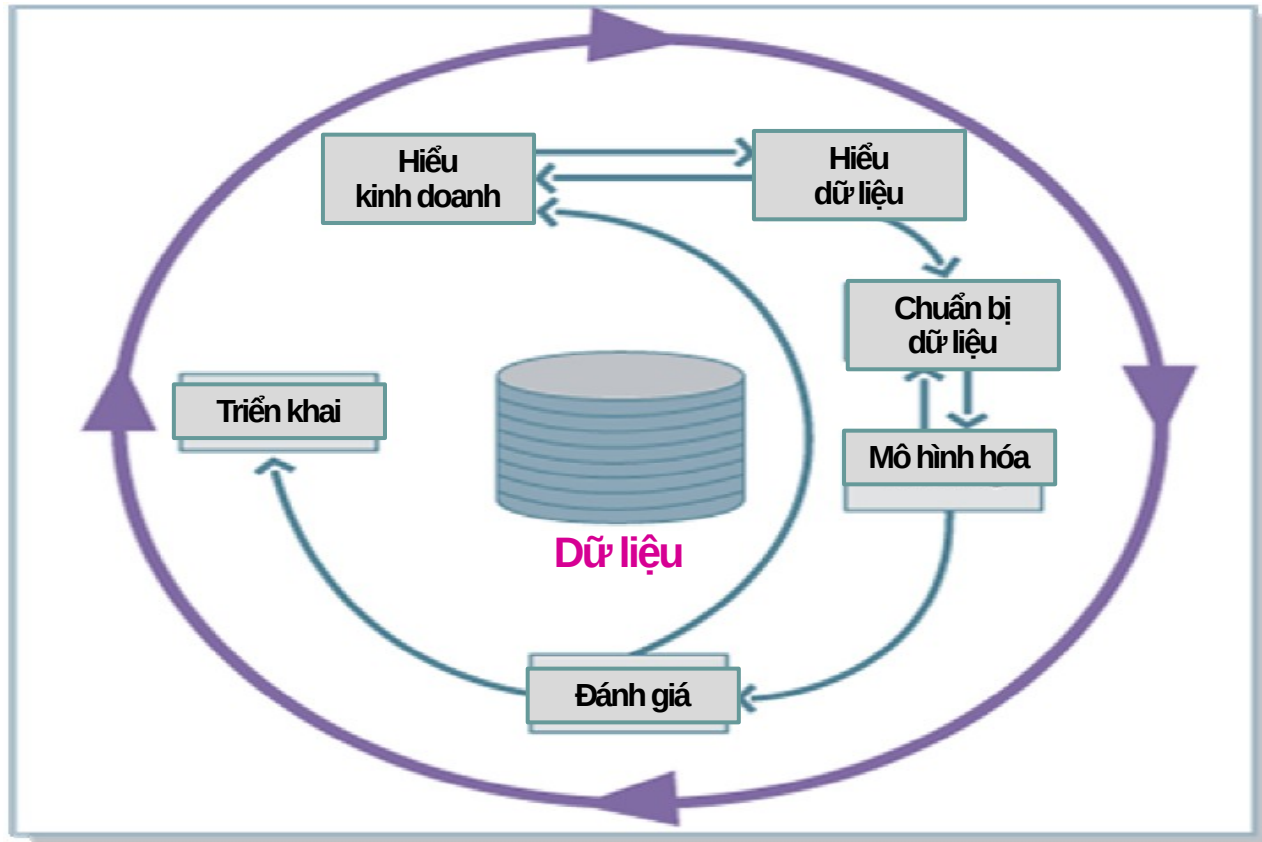 Hiểu
kinh doanh
Hiểu
dữ liệu
Chuẩn bị
dữ liệu
Triển khai
Mô hình hóa
Dữ liệu
Đánh giá